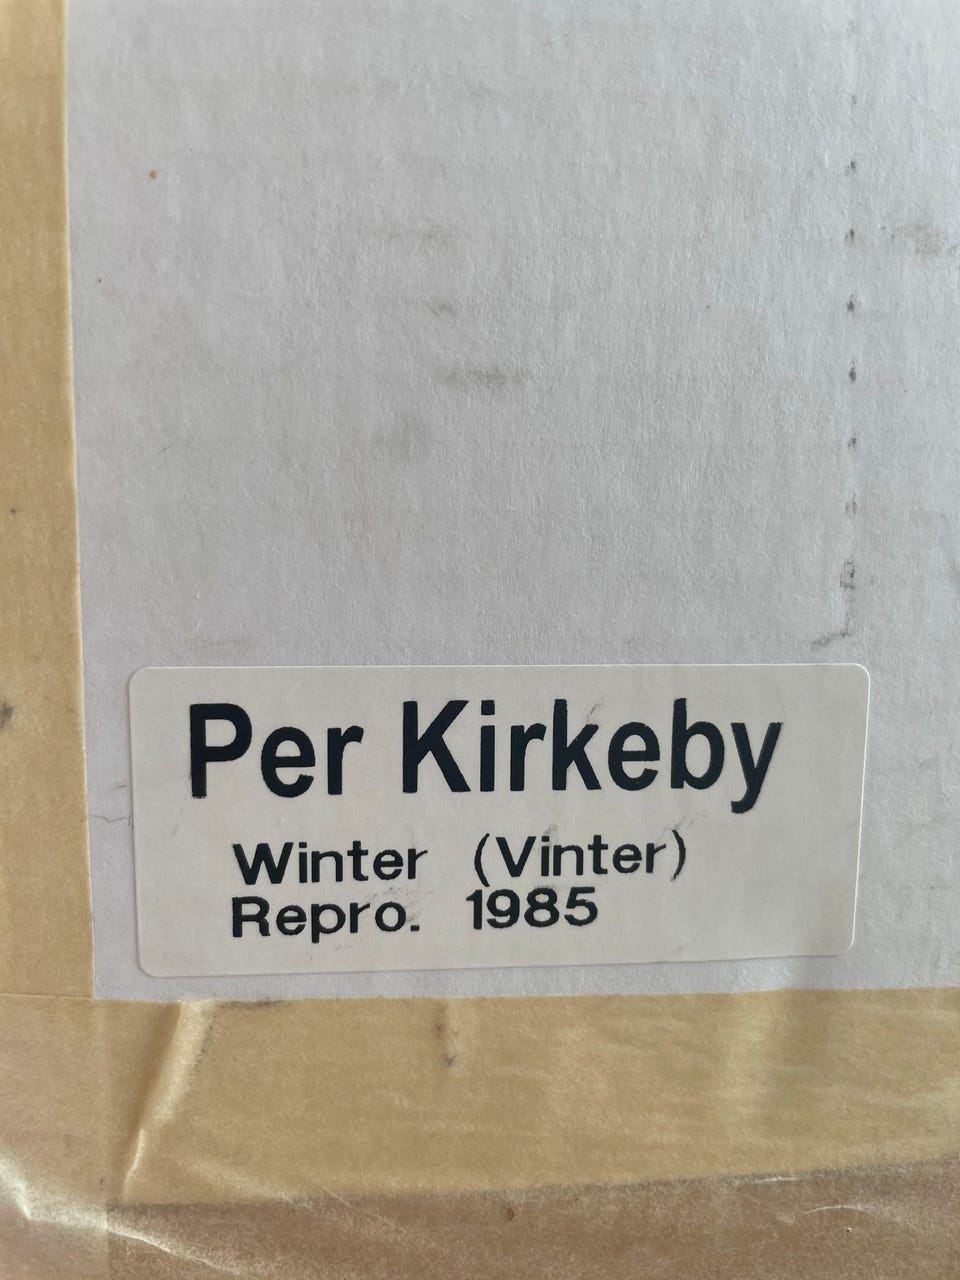 Per Kirkeby
Winter (Vinter)
Repro. 1985